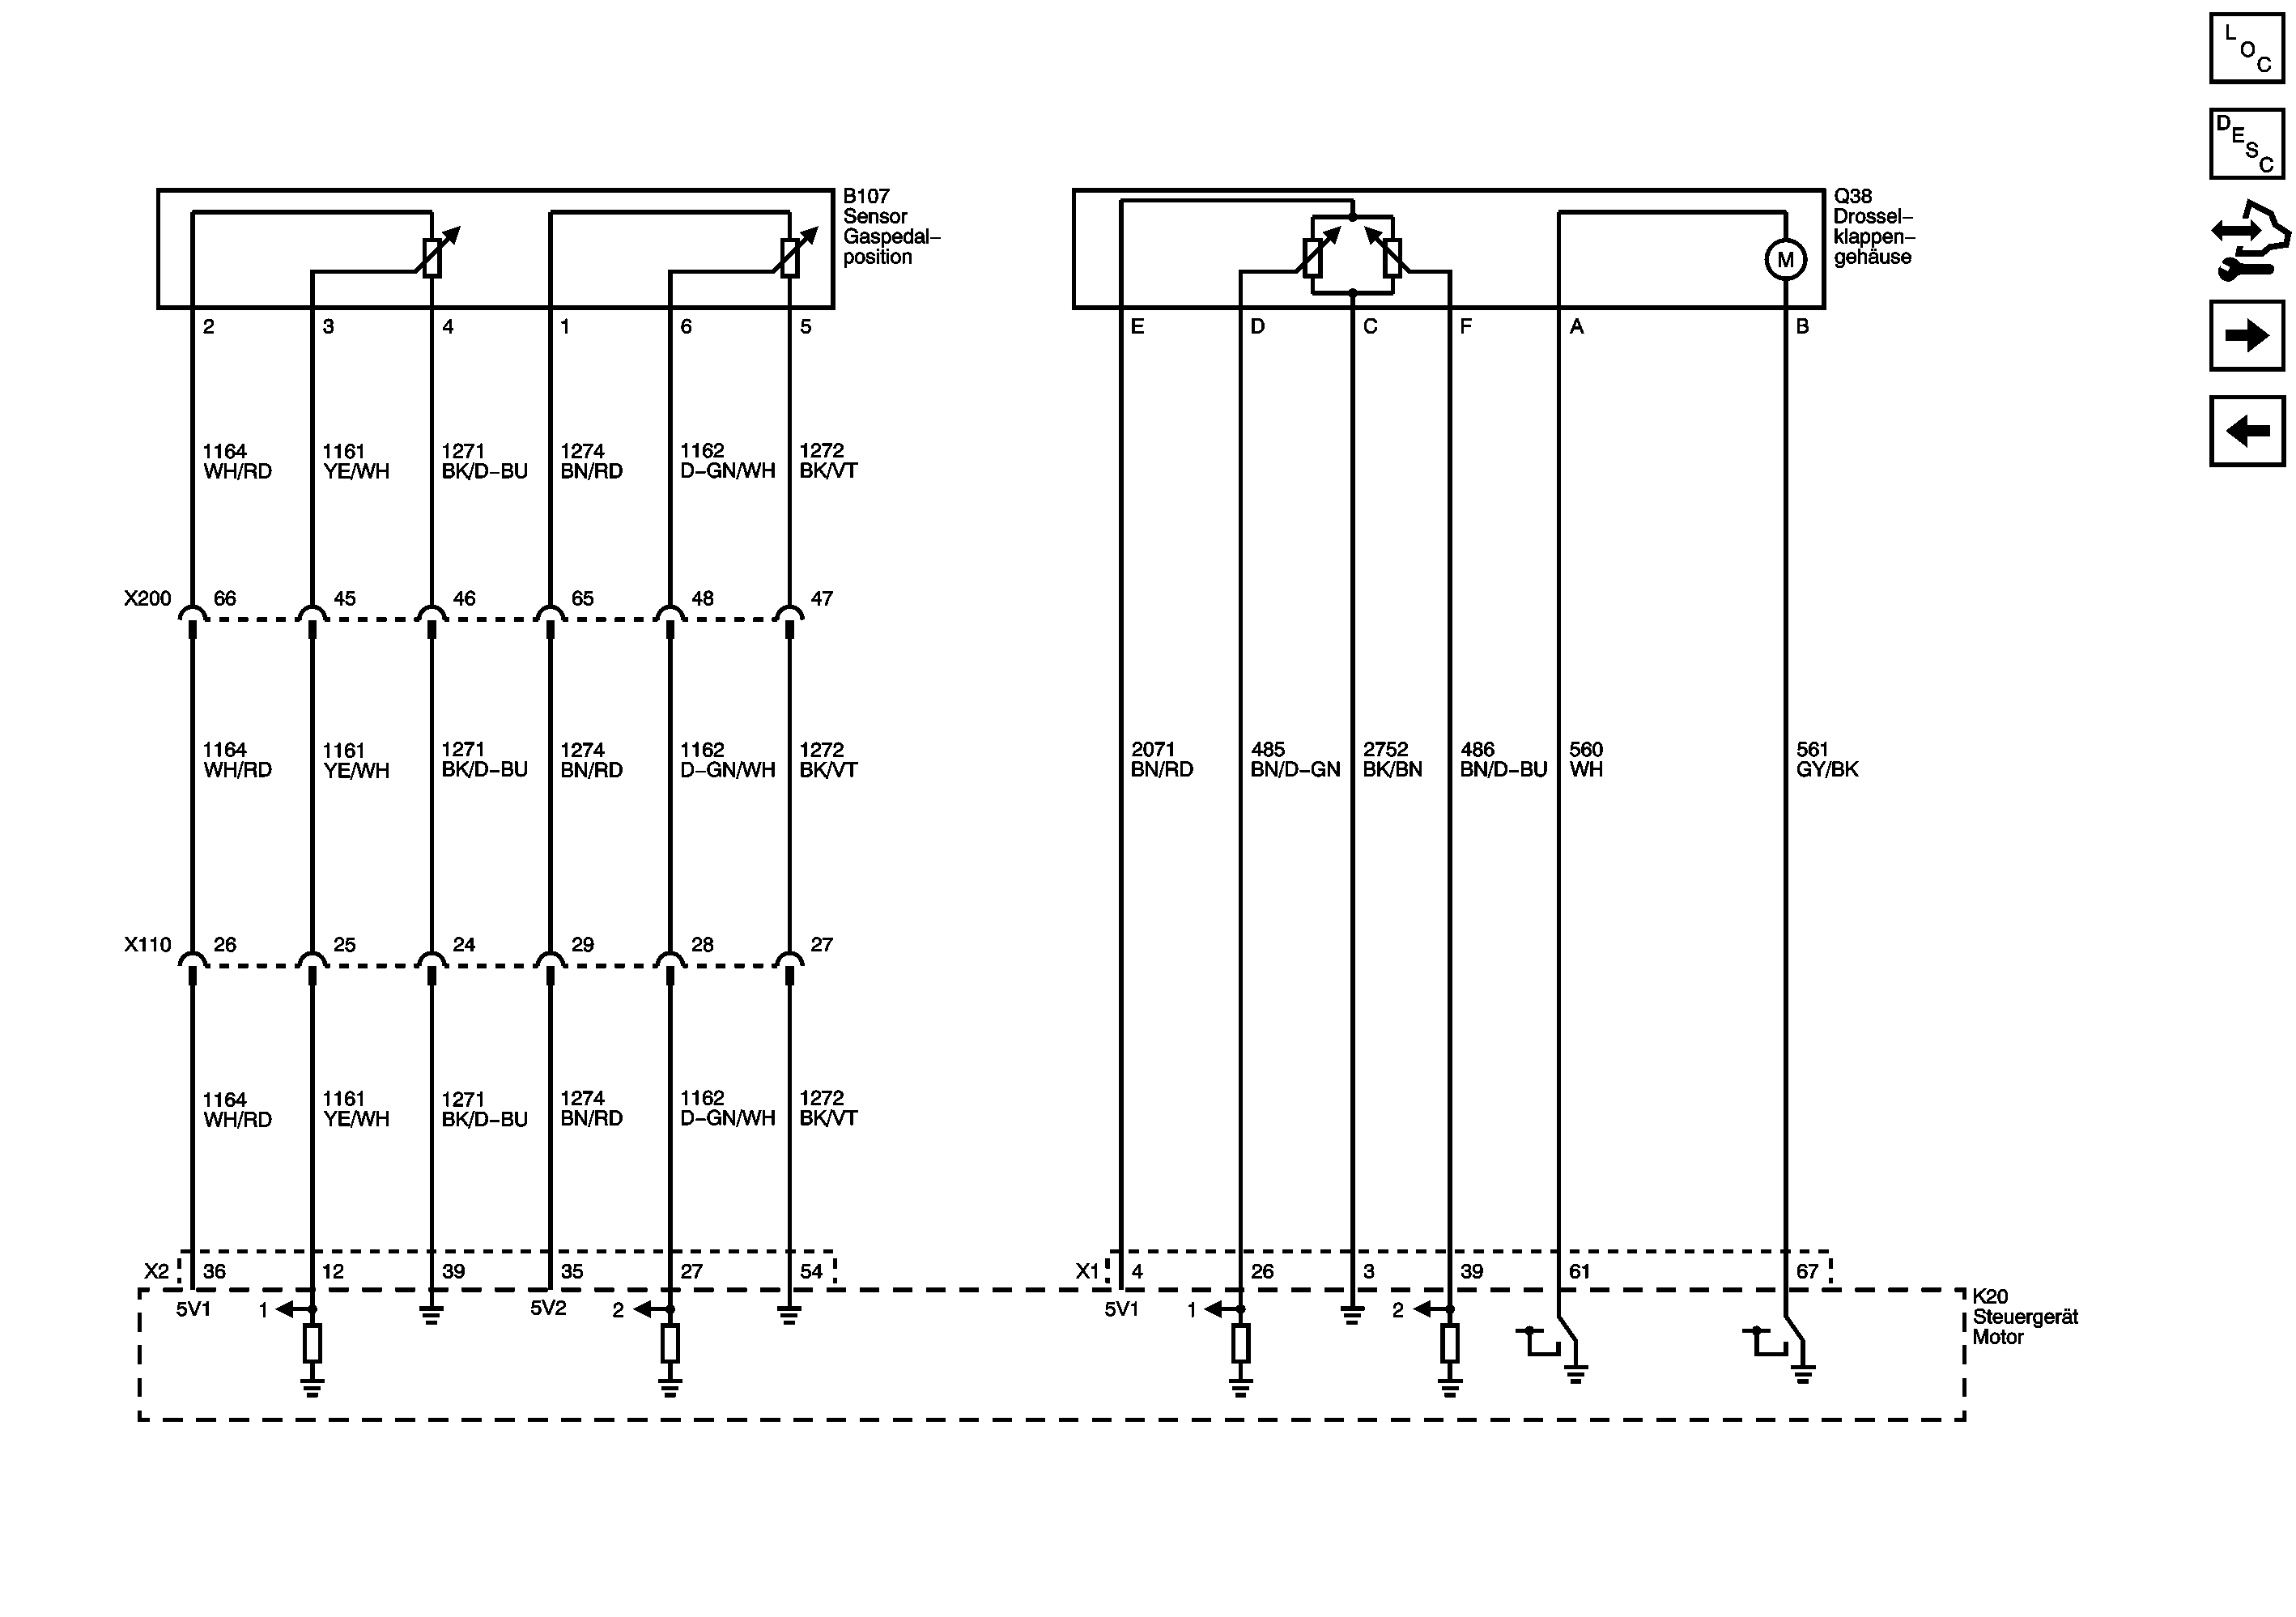 L
O
C
D
E
S
C
B107
Sensor
Gaspedal–
position
Q38
Drossel–
klappen–
gehäuse
M
2 3 4 1 6 5
E D C F A B
1164 1161 1271 1274 1162 1272
WH/RD YE/WH BK/D–BU BN/RD D–GN/WH BK/VT
X200 66 45 46 65 48 47
1164 1161 1271 1274 1162 1272
WH/RD YE/WH BK/D–BU BN/RD D–GN/WH BK/VT
2071 485 2752 486 560 561
BN/RD BN/D–GN BK/BN BN/D–BU WH GY/BK
X110 26 25 24 29 28 27
1164 1161 1271 1274 1162 1272
WH/RD YE/WH BK/D–BU BN/RD D–GN/WH BK/VT
X2 36 12 39 35 27 54
X1 4 26 3 39 61 67
5V1 1 5V2 2
5V1 1 2
K20
Steuergerät
Motor